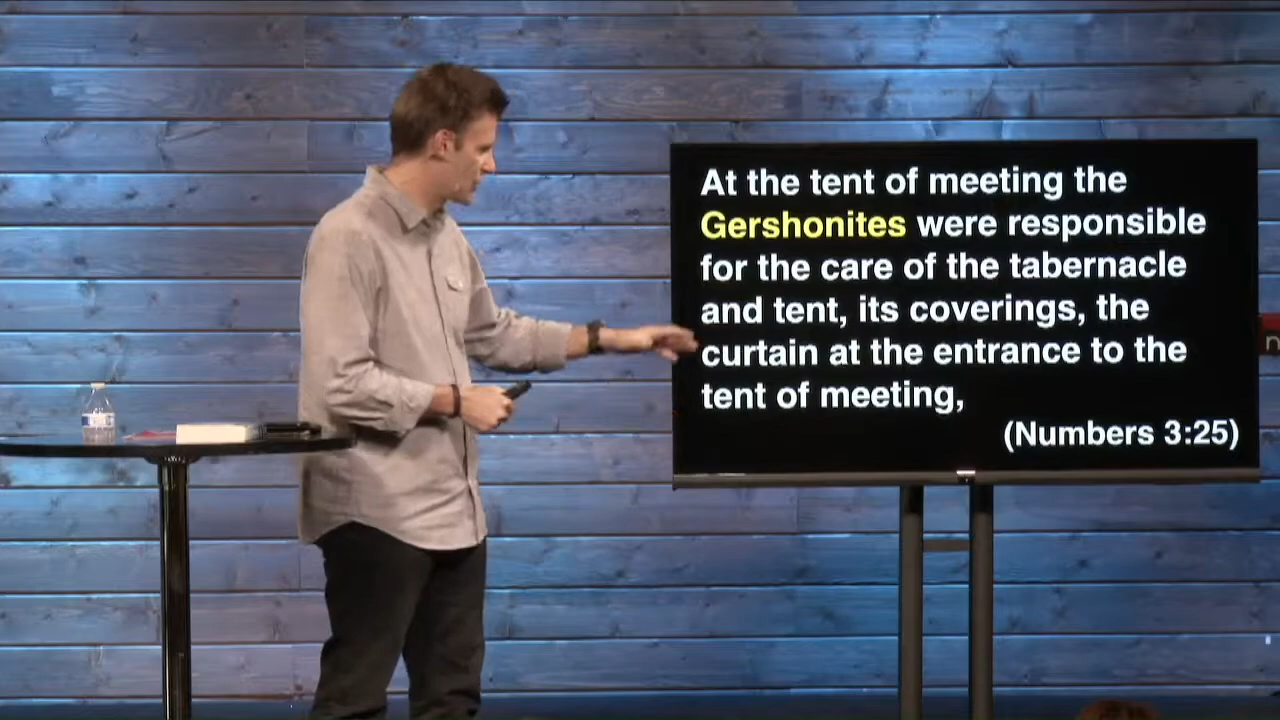 At the tent of meeting the
Gershonites were responsible
for the care of the tabernacle
and tent, its coverings, the
curtain at the entrance to the
tent of meeting,
(Numbers 3:25)